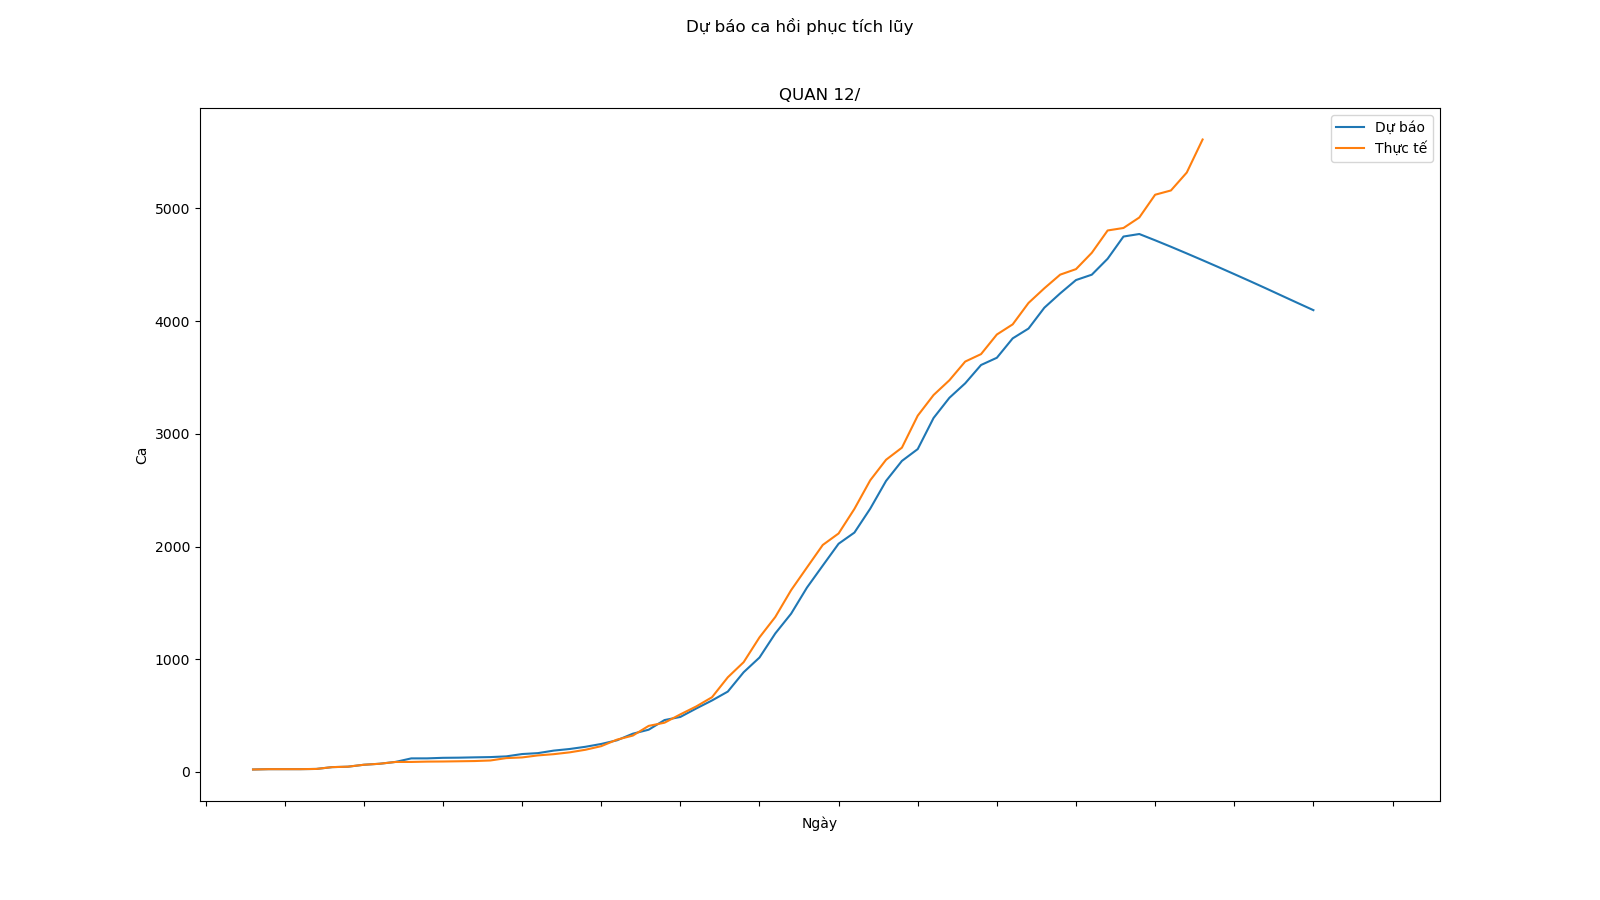 Dự báo ca hồi phục tích lũy
QUAN 12/
Dự báo
Thực tế
5000
4000
3000
2000
1000
0
Ca
Ngày